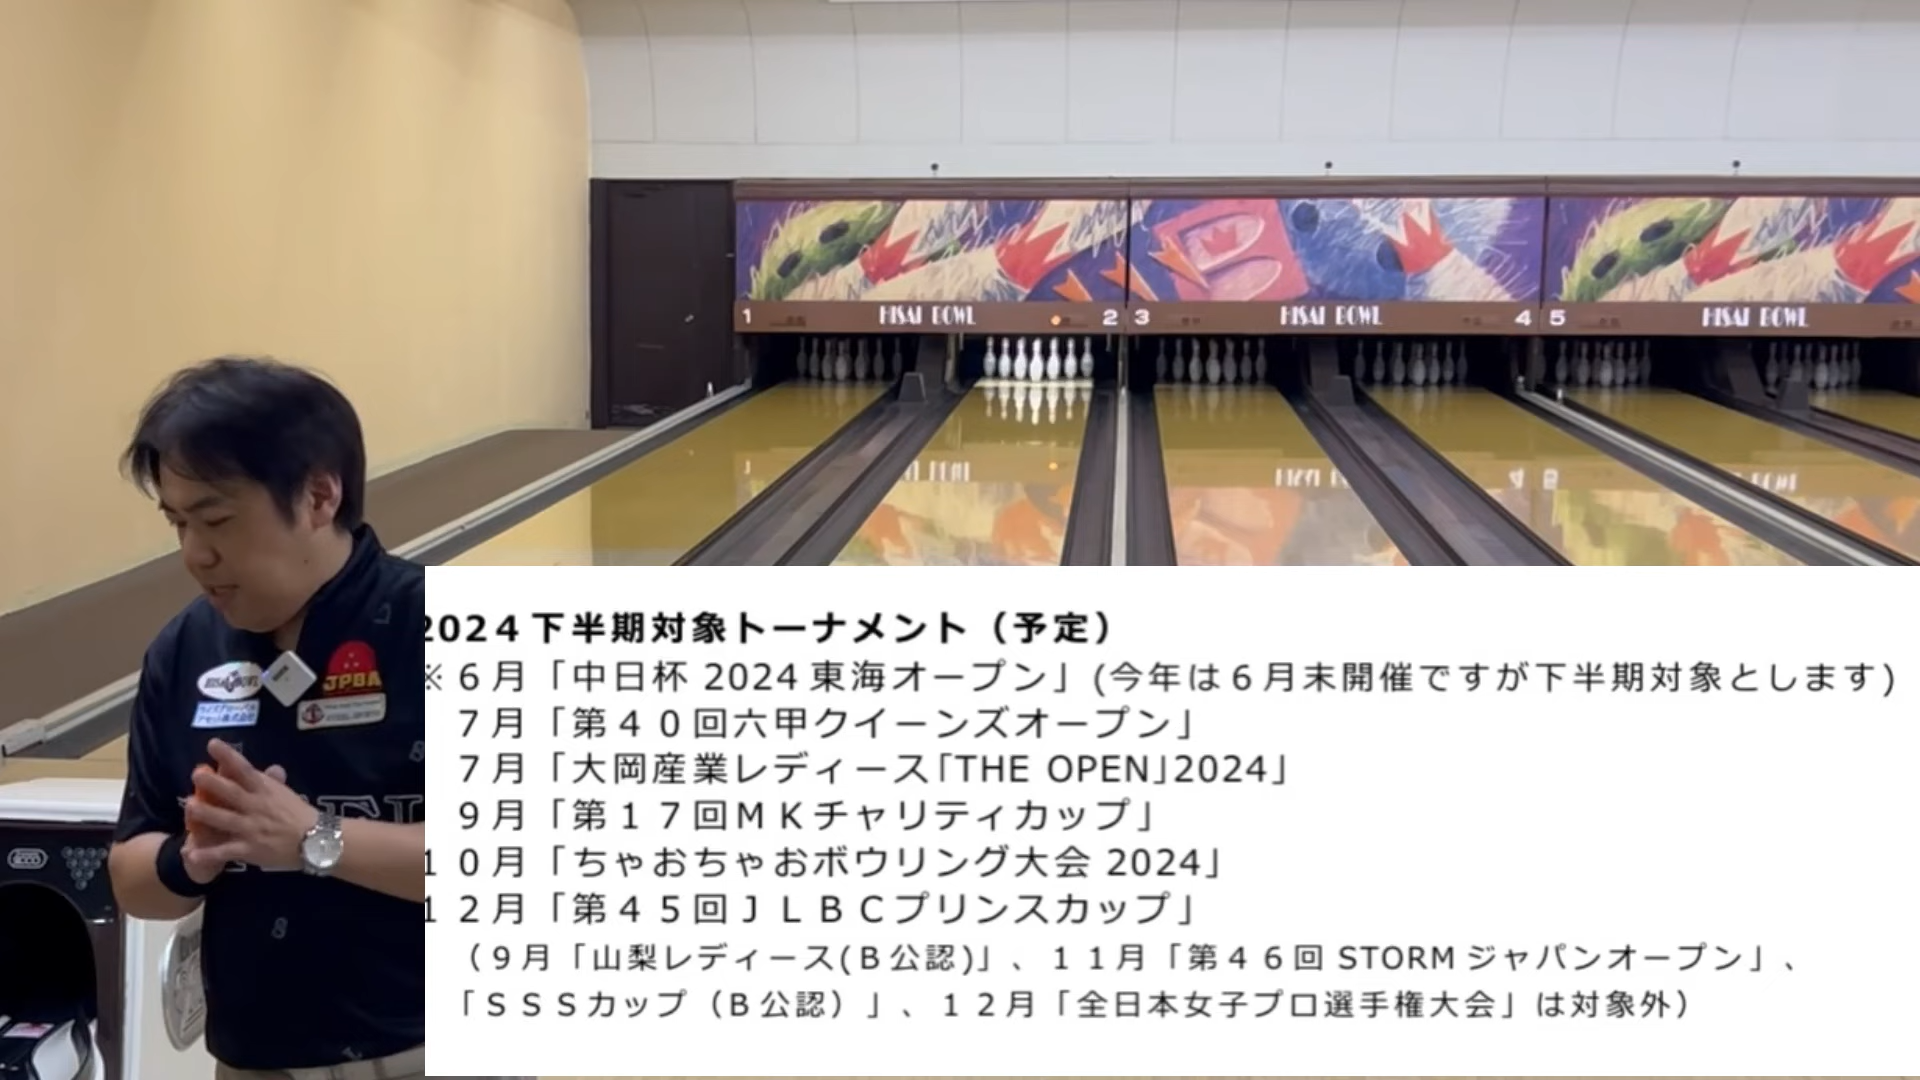 1 HISAI BOWL 2
3 HISAI BOWL 4
5 HISAI BOWL
JPBA
2024下半期対象トーナメント（予定）
※６月「中日杯 2024 東海オープン」(今年は６月末開催ですが下半期対象とします)
７月「第４０回六甲クイーンズオープン」
７月「大岡産業レディース｢THE OPEN｣2024」
９月「第１７回ＭＫチャリティカップ」
１０月「ちゃおちゃおボウリング大会 2024」
１２月「第４５回ＪＬＢＣプリンスカップ」
（９月「山梨レディース(Ｂ公認)」、１１月「第４６回 STORM ジャパンオープン」、
「ＳＳＳカップ（Ｂ公認）」、１２月「全日本女子プロ選手権大会」は対象外）